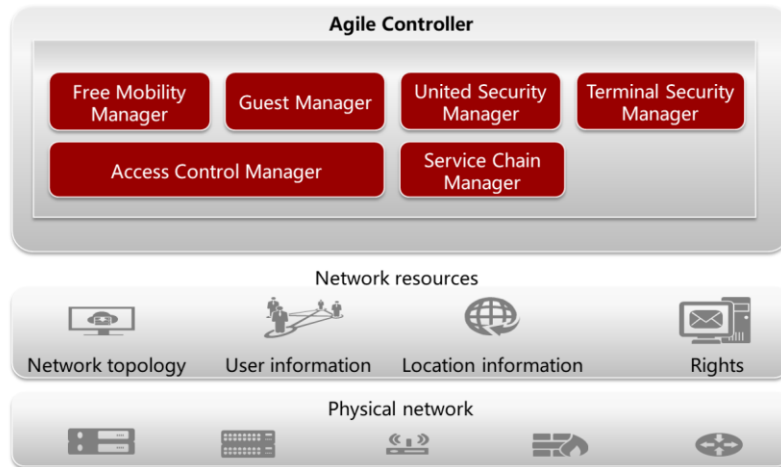 Agile Controller
Free Mobility
Manager
Guest Manager
United Security
Manager
Terminal Security
Manager
Access Control Manager
Service Chain
Manager
Network resources
Network topology
User information
Location information
Rights
Physical network